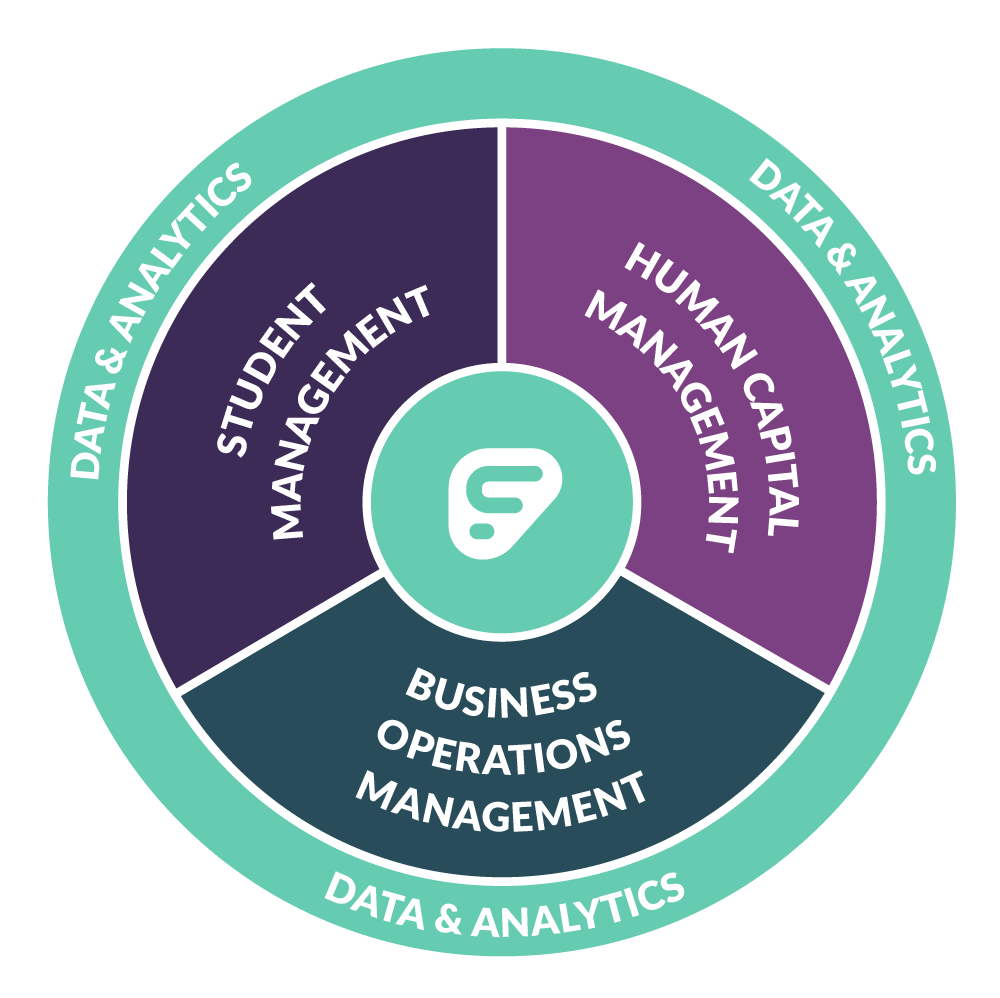 DATA & ANALYTICS
DATA & ANALYTICS
STUDENT
MANAGEMENT
HUMAN CAPITAL
MANAGEMENT
BUSINESS
OPERATIONS
MANAGEMENT
DATA & ANALYTICS